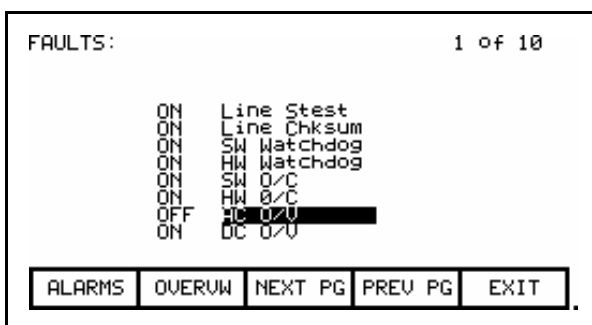 FAULTS: 1 of 10
ON Line Stest
ON Line Chksum
ON SW Watchdog
ON HW Watchdog
ON SW O/C
ON HW O/C
OFF AC O/V
ON DC O/V
ALARMS OVERVW NEXT PG PREV PG EXIT